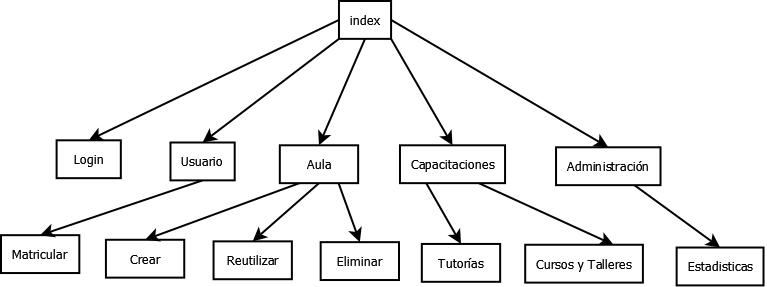 index
Login
Usuario
Aula
Capacitaciones
Administración
Matricular
Crear
Reutilizar
Eliminar
Tutorías
Cursos y Talleres
Estadisticas